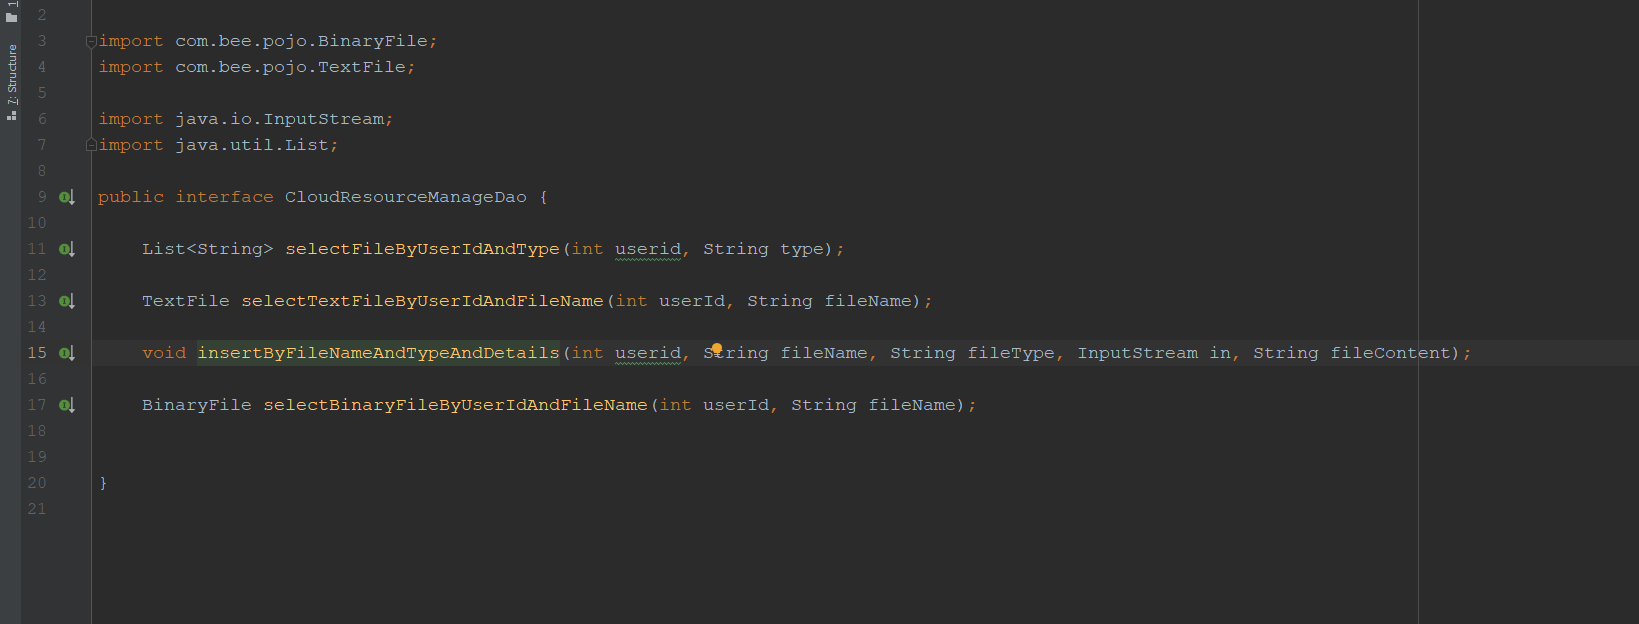 1
7: Structure
2
3 import com.bee.pojo.BinaryFile;
4 import com.bee.pojo.TextFile;
5
6 import java.io.InputStream;
7 import java.util.List;
8
9 public interface CloudResourceManageDao {
10
11 List<String> selectFileByUserIdAndType(int userid, String type);
12
13 TextFile selectTextFileByUserIdAndFileName(int userId, String fileName);
14
15 void insertByFileNameAndTypeAndDetails(int userid, String fileName, String fileType, InputStream in, String fileContent);
16
17 BinaryFile selectBinaryFileByUserIdAndFileName(int userId, String fileName);
18
19
20 }
21